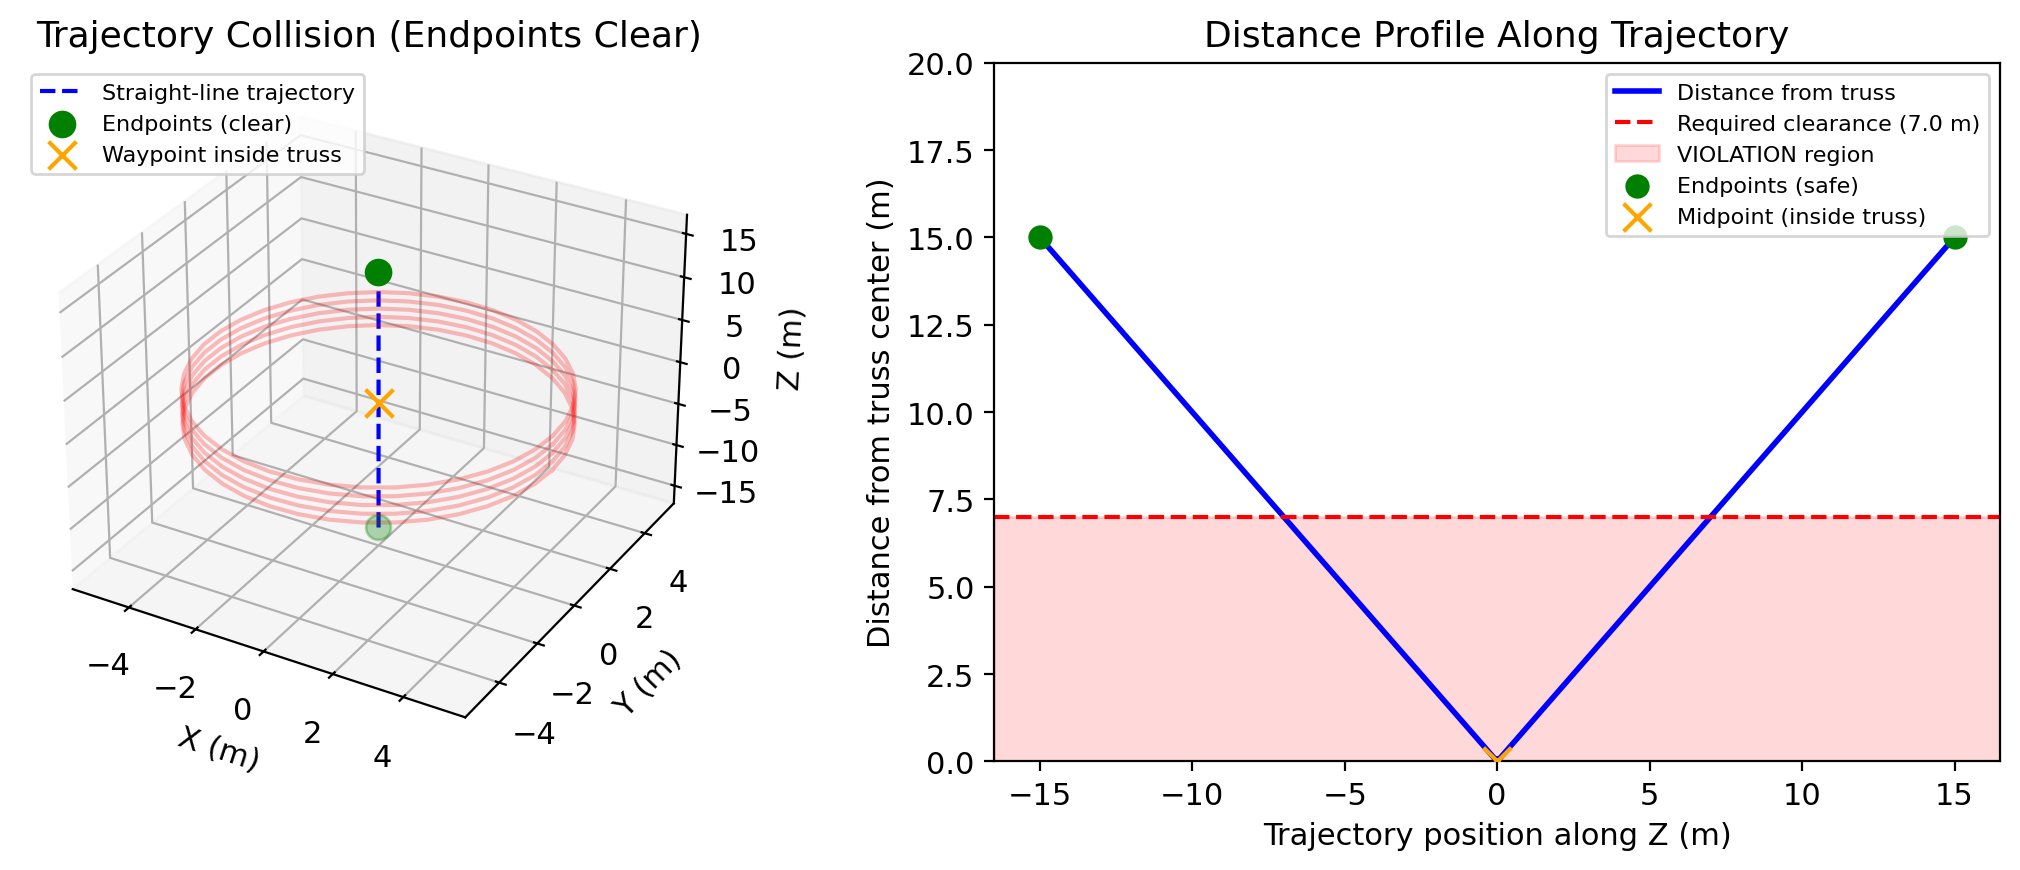 Trajectory Collision (Endpoints Clear)
Straight-line trajectory
Endpoints (clear)
Waypoint inside truss
15
10
5
0
−5
−10
−15
Z (m)
4
2
0
−2
−4
Y (m)
−4
−2
0
2
4
X (m)
Distance Profile Along Trajectory
Distance from truss
Required clearance (7.0 m)
VIOLATION region
Endpoints (safe)
Midpoint (inside truss)
20.0
17.5
15.0
12.5
10.0
7.5
5.0
2.5
0.0
Distance from truss center (m)
−15
−10
−5
0
5
10
15
Trajectory position along Z (m)